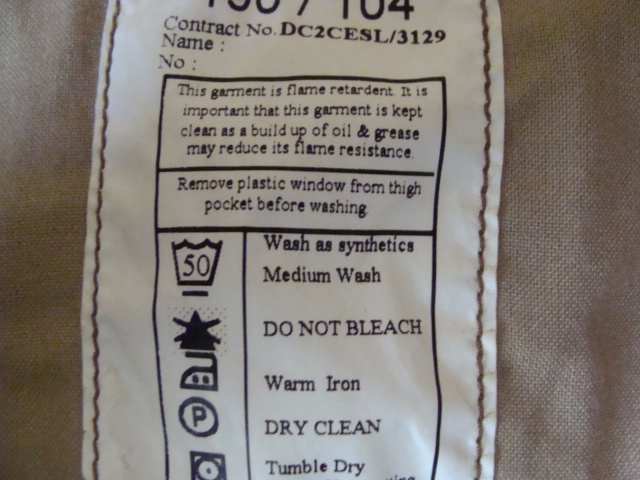 190 / 104
Contract No. DC2CESL/3129
Name :
No :
This garment is flame retardent. It is
important that this garment is kept
clean as a build up of oil & grease
may reduce its flame resistance.
Remove plastic window from thigh
pocket before washing.
50 Wash as synthetics
Medium Wash
DO NOT BLEACH
Warm Iron
P DRY CLEAN
Tumble Dry